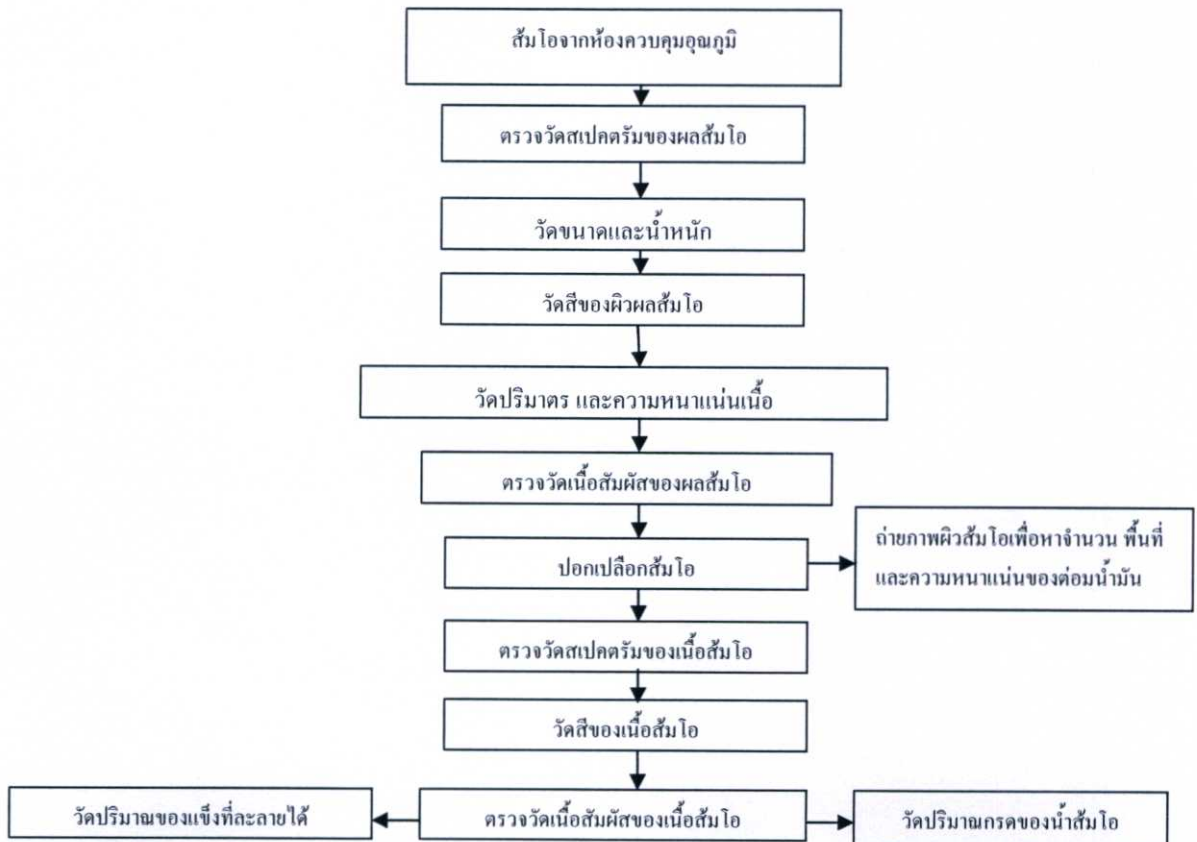 ส้มโอจากห้องควบคุมอุณภูมิ
ตรวจวัดสเปคตรัมของผลส้มโอ
วัดขนาดและน้ำหนัก
วัดสีของผิวผลส้มโอ
วัดปริมาตร และความหนาแน่นเนื้อ
ตรวจวัดเนื้อสัมผัสของผลส้มโอ
ปอกเปลือกส้มโอ
ถ่ายภาพผิวส้มโอเพื่อหาจำนวน พื้นที่
และความหนาแน่นของต่อมน้ำมัน
ตรวจวัดสเปคตรัมของเนื้อส้มโอ
วัดสีของเนื้อส้มโอ
วัดปริมาณของแข็งที่ละลายได้
ตรวจวัดเนื้อสัมผัสของเนื้อส้มโอ
วัดปริมาณกรดของน้ำส้มโอ